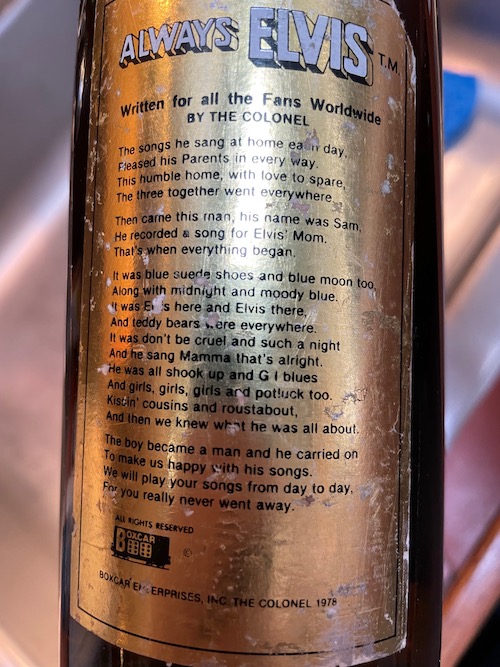 ALWAYS ELVIS T.M.
Written for all the Fans Worldwide
BY THE COLONEL
The songs he sang at home each day,
Pleased his Parents in every way.
This humble home, with love to spare,
The three together went everywhere.
Then came this man, his name was Sam,
He recorded a song for Elvis' Mom.
That's when everything began.
It was blue suede shoes and blue moon too,
Along with midnight and moody blue.
It was Elvis here and Elvis there,
And teddy bears were everywhere.
It was don't be cruel and such a night
And he sang Mamma that's alright.
He was all shook up and G I blues
And girls, girls, girls and potluck too.
Kissin' cousins and roustabout,
And then we knew what he was all about.
The boy became a man and he carried on
To make us happy with his songs.
We will play your songs from day to day,
For you really never went away.
ALL RIGHTS RESERVED
BOXCAR ©
BOXCAR ENTERPRISES, INC. THE COLONEL 1978